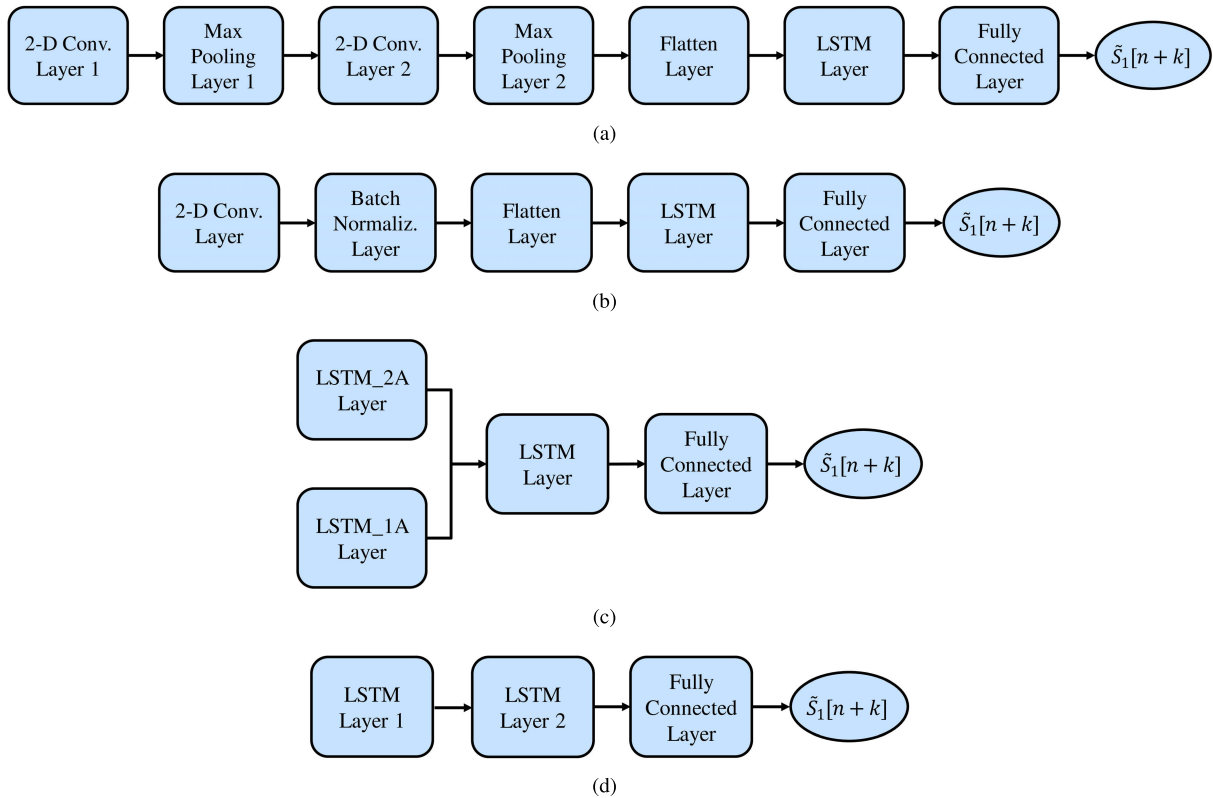 2-D Conv.
Layer 1
Max
Pooling
Layer 1
2-D Conv.
Layer 2
Max
Pooling
Layer 2
Flatten
Layer
LSTM
Layer
Fully
Connected
Layer
S̃₁[n + k]
(a)
2-D Conv.
Layer
Batch
Normaliz.
Layer
Flatten
Layer
LSTM
Layer
Fully
Connected
Layer
S̃₁[n + k]
(b)
LSTM_2A
Layer
LSTM_1A
Layer
LSTM
Layer
Fully
Connected
Layer
S̃₁[n + k]
(c)
LSTM
Layer 1
LSTM
Layer 2
Fully
Connected
Layer
S̃₁[n + k]
(d)